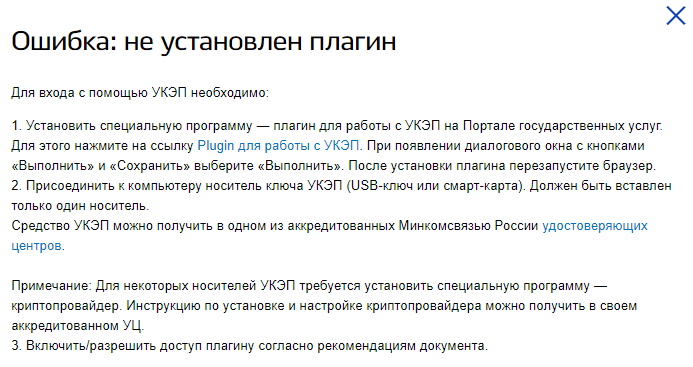 Ошибка: не установлен плагин
Для входа с помощью УКЭП необходимо:
1. Установить специальную программу — плагин для работы с УКЭП на Портале государственных услуг.
Для этого нажмите на ссылку Plugin для работы с УКЭП. При появлении диалогового окна с кнопками
«Выполнить» и «Сохранить» выберите «Выполнить». После установки плагина перезапустите браузер.
2. Присоединить к компьютеру носитель ключа УКЭП (USB-ключ или смарт-карта). Должен быть вставлен
только один носитель.
Средство УКЭП можно получить в одном из аккредитованных Минкомсвязью России удостоверяющих
центров.
Примечание: Для некоторых носителей УКЭП требуется установить специальную программу —
криптопровайдер. Инструкцию по установке и настройке криптопровайдера можно получить в своем
аккредитованном УЦ.
3. Включить/разрешить доступ плагину согласно рекомендациям документа.